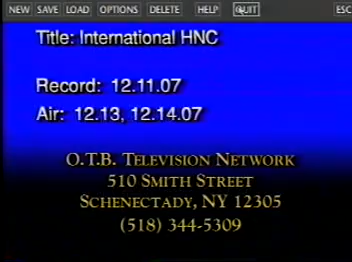 NEW SAVE LOAD OPTIONS DELETE HELP QUIT ESC
Title: International HNC
Record: 12.11.07
Air: 12.13, 12.14.07
O.T.B. TELEVISION NETWORK
510 SMITH STREET
SCHENECTADY, NY 12305
(518) 344-5309